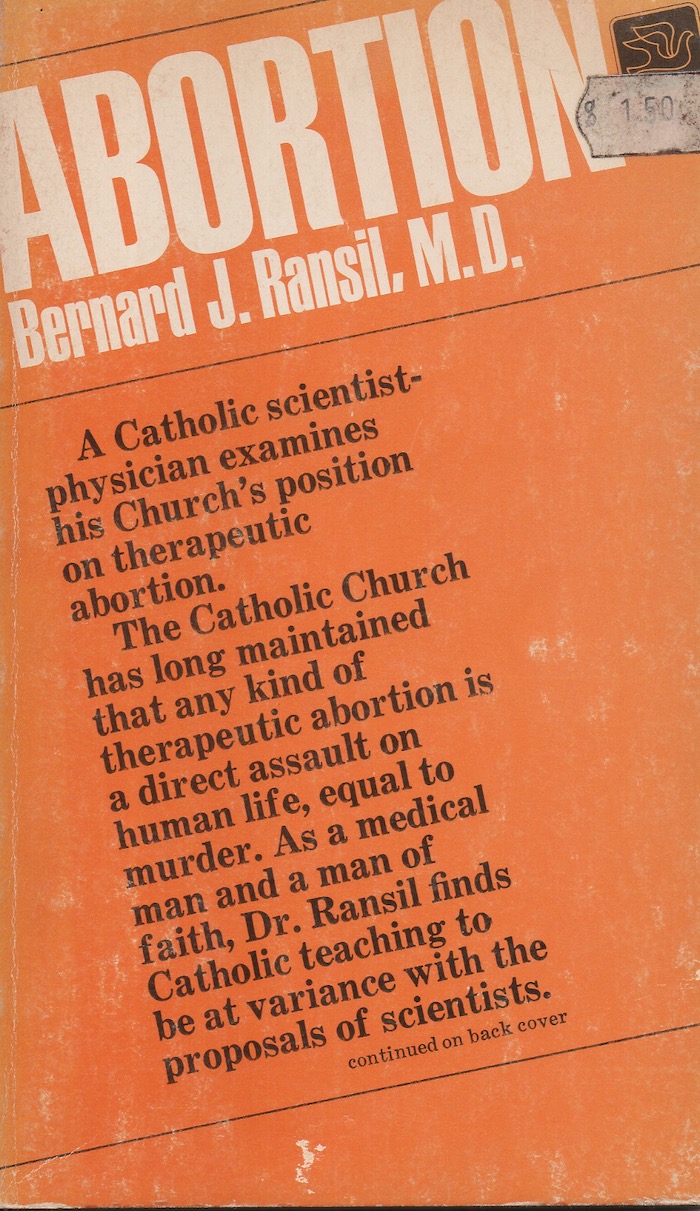 ABORTION
$ 1.50
Bernard J. Ransil, M.D.
A Catholic scientist-
physician examines
his Church's position
on therapeutic
abortion.
The Catholic Church
has long maintained
that any kind of
therapeutic abortion is
a direct assault on
human life, equal to
murder. As a medical
man and a man of
faith, Dr. Ransil finds
Catholic teaching to
be at variance with the
proposals of scientists.
continued on back cover